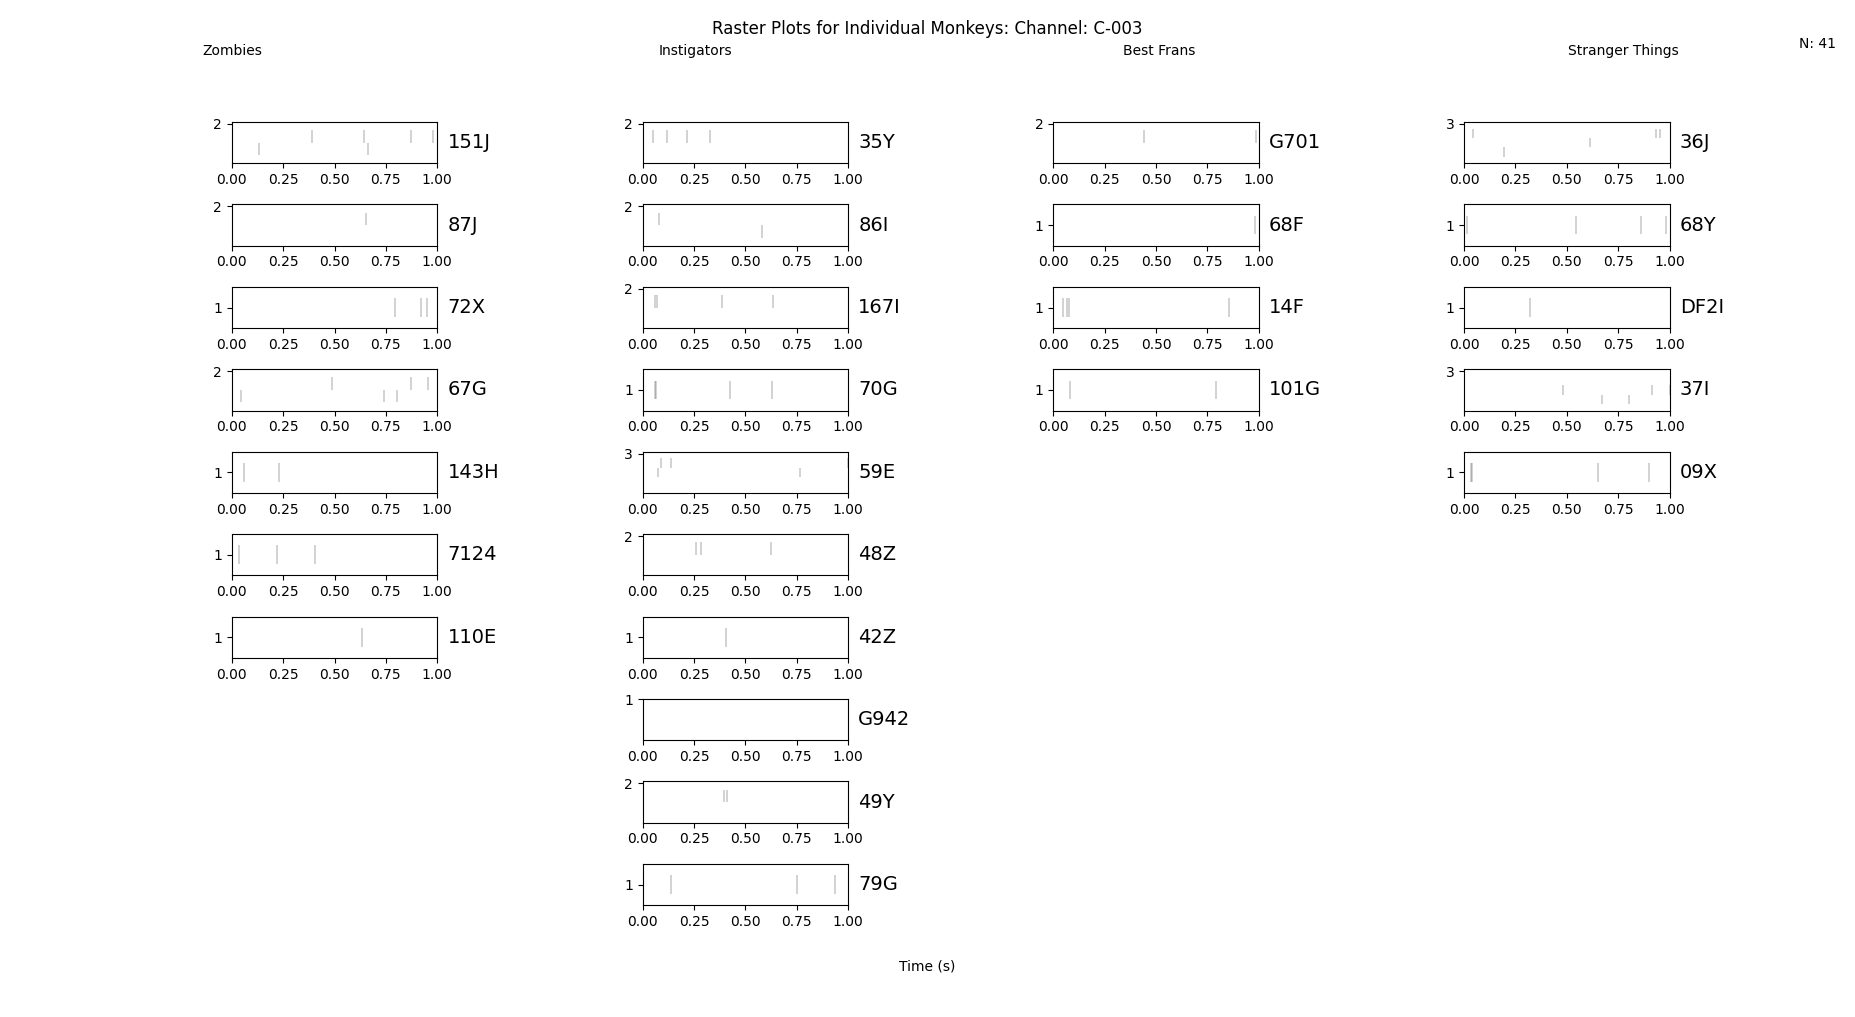 Raster Plots for Individual Monkeys: Channel: C-003
N: 41
Zombies Instigators Best Frans Stranger Things
2 151J 2 35Y 2 G701 3 36J
0.00 0.25 0.50 0.75 1.00 0.00 0.25 0.50 0.75 1.00 0.00 0.25 0.50 0.75 1.00 0.00 0.25 0.50 0.75 1.00
2 87J 2 86I 1 68F 1 68Y
0.00 0.25 0.50 0.75 1.00 0.00 0.25 0.50 0.75 1.00 0.00 0.25 0.50 0.75 1.00 0.00 0.25 0.50 0.75 1.00
1 72X 2 167I 1 14F 1 DF2I
0.00 0.25 0.50 0.75 1.00 0.00 0.25 0.50 0.75 1.00 0.00 0.25 0.50 0.75 1.00 0.00 0.25 0.50 0.75 1.00
2 67G 1 70G 1 101G 3 37I
0.00 0.25 0.50 0.75 1.00 0.00 0.25 0.50 0.75 1.00 0.00 0.25 0.50 0.75 1.00 0.00 0.25 0.50 0.75 1.00
1 143H 3 59E 1 09X
0.00 0.25 0.50 0.75 1.00 0.00 0.25 0.50 0.75 1.00 0.00 0.25 0.50 0.75 1.00
1 7124 2 48Z
0.00 0.25 0.50 0.75 1.00 0.00 0.25 0.50 0.75 1.00
1 110E 1 42Z
0.00 0.25 0.50 0.75 1.00 0.00 0.25 0.50 0.75 1.00
1 G942
0.00 0.25 0.50 0.75 1.00
2 49Y
0.00 0.25 0.50 0.75 1.00
1 79G
0.00 0.25 0.50 0.75 1.00
Time (s)